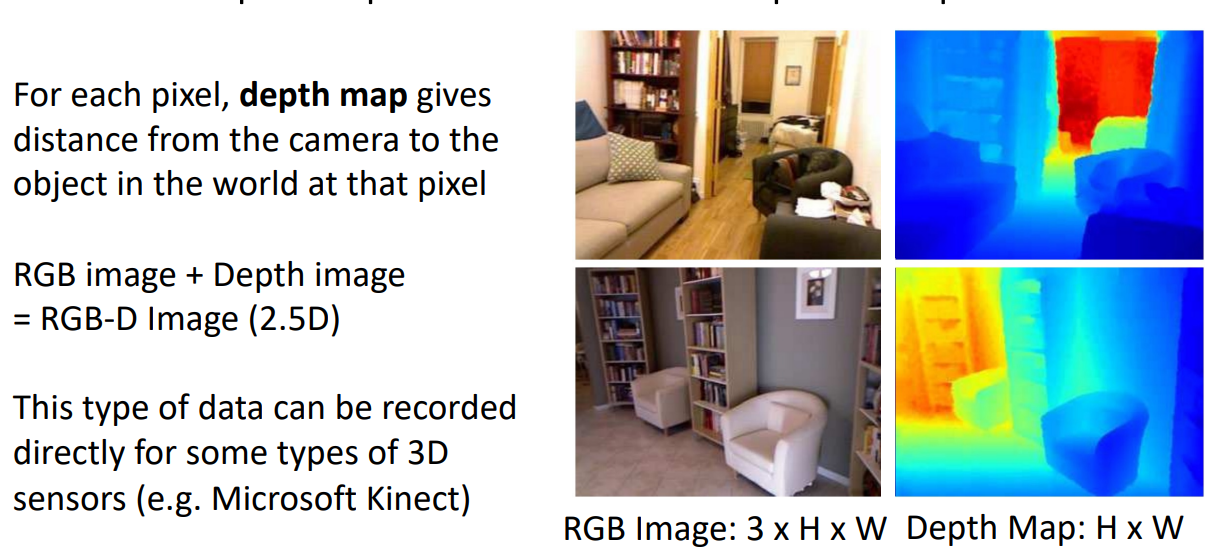 For each pixel, depth map gives
distance from the camera to the
object in the world at that pixel
RGB image + Depth image
= RGB-D Image (2.5D)
This type of data can be recorded
directly for some types of 3D
sensors (e.g. Microsoft Kinect)
RGB Image: 3 x H x W
Depth Map: H x W